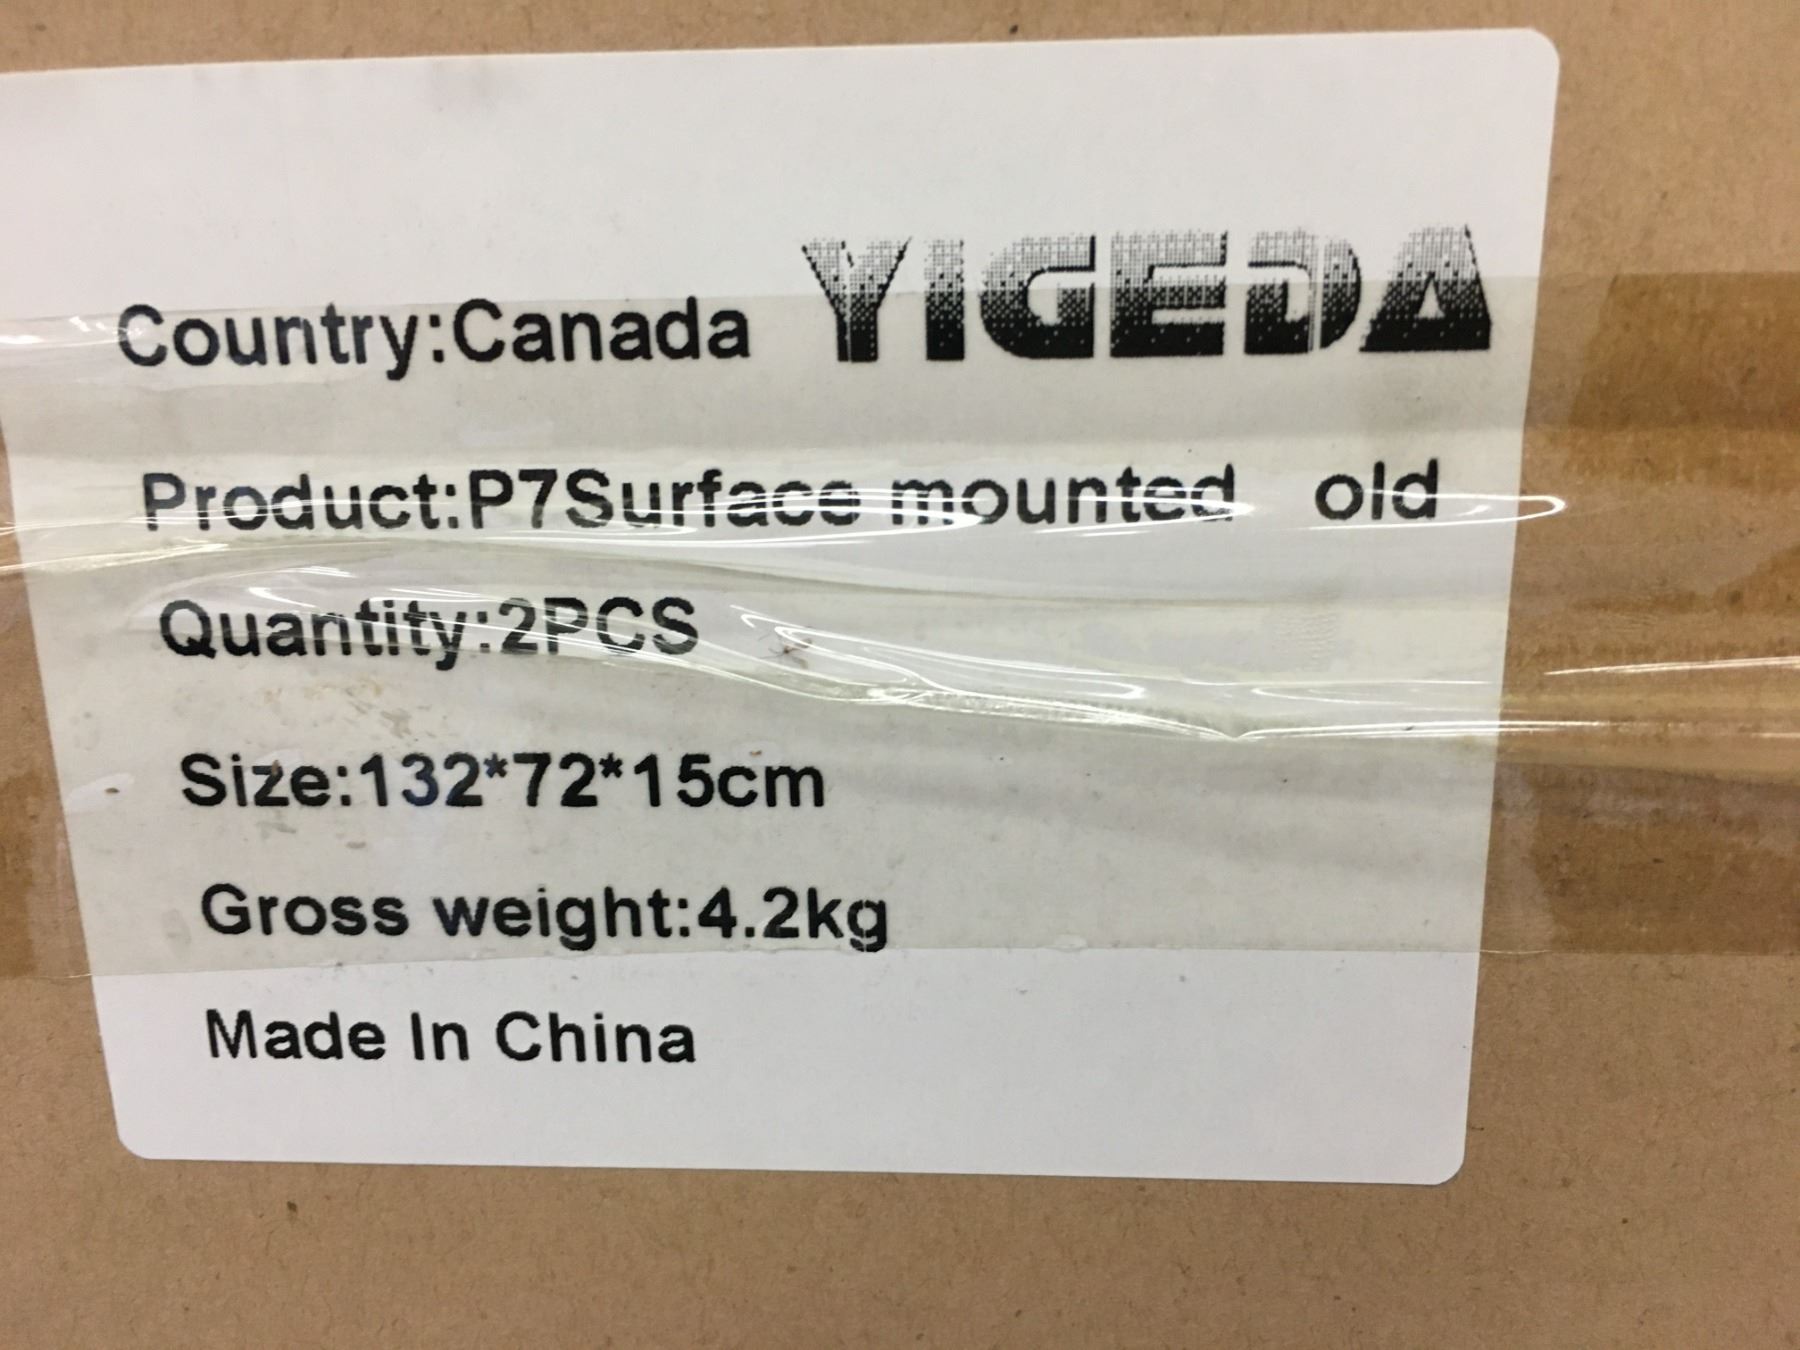 Country:Canada YIGEDA
Product:P7Surface mounted old
Quantity:2PCS
Size:132*72*15cm
Gross weight:4.2kg
Made In China